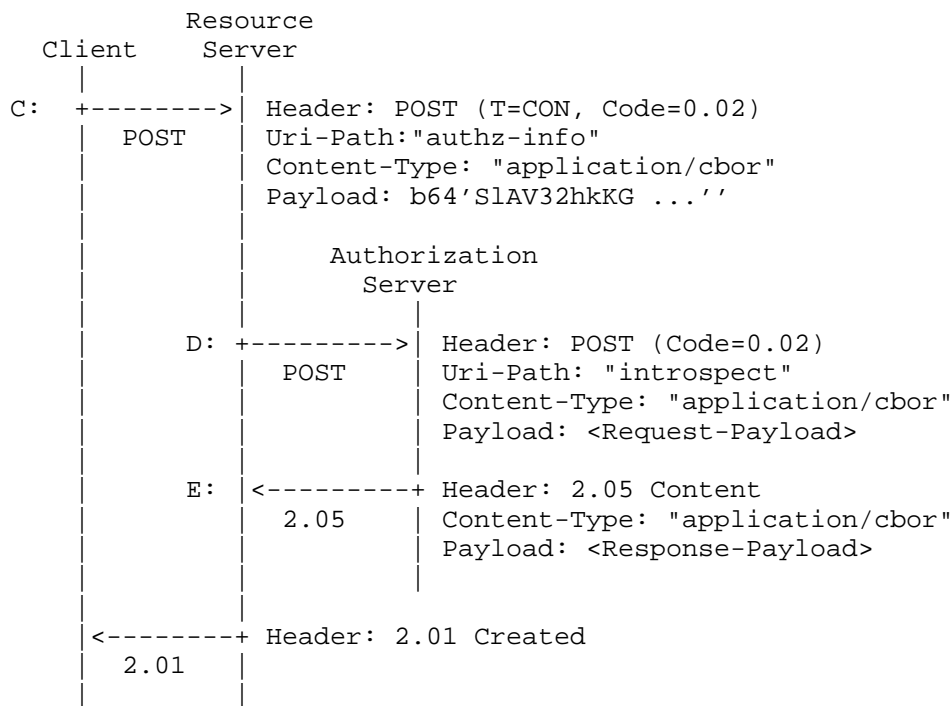 Resource
Client Server
C: +-------->| Header: POST (T=CON, Code=0.02)
POST | Uri-Path:"authz-info"
Content-Type: "application/cbor"
Payload: b64'SlAV32hkKG ...''
Authorization
Server
D: +--------->| Header: POST (Code=0.02)
POST | Uri-Path: "introspect"
Content-Type: "application/cbor"
Payload: <Request-Payload>
E: |<---------+ Header: 2.05 Content
2.05 | Content-Type: "application/cbor"
Payload: <Response-Payload>
|<--------+ Header: 2.01 Created
2.01